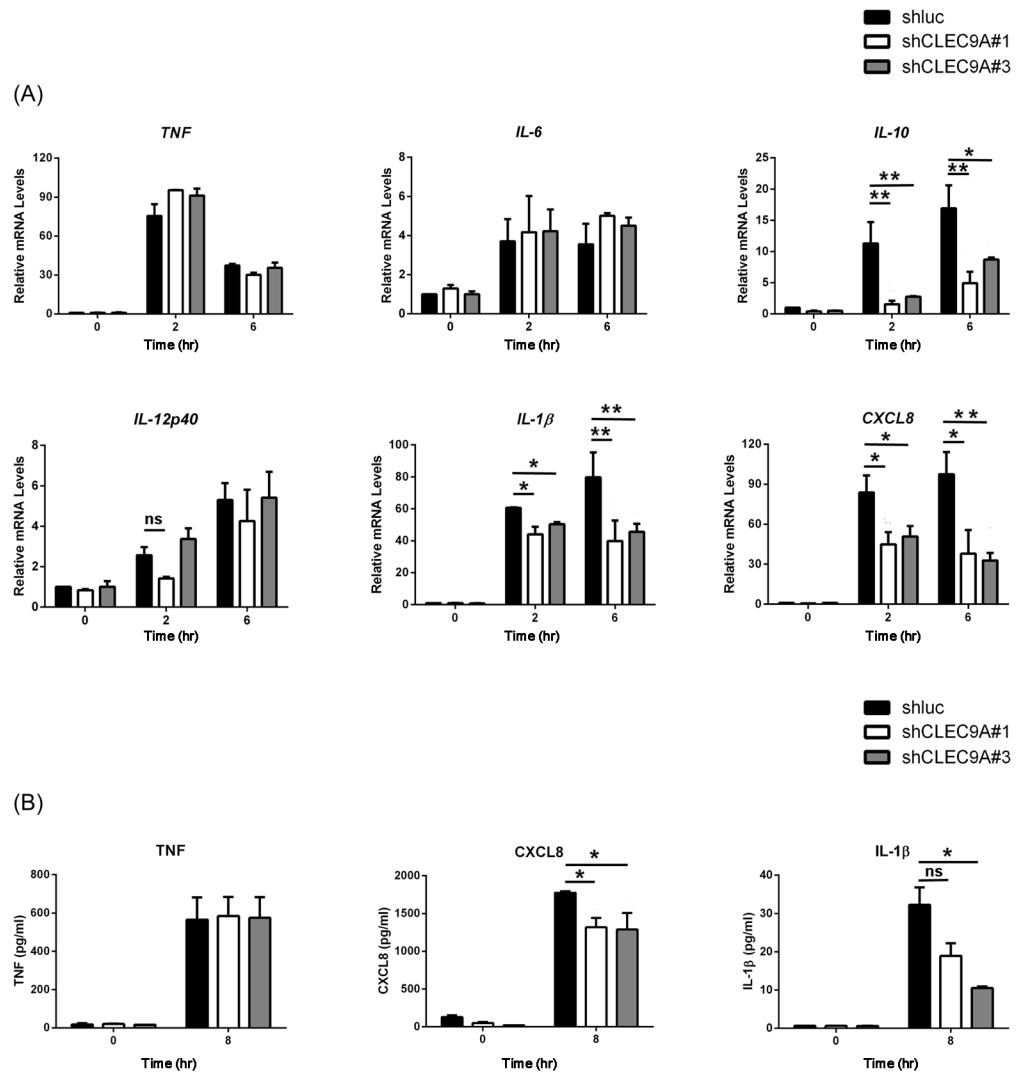 shluc
shCLEC9A#1
shCLEC9A#3
(A)
TNF
Relative mRNA Levels
120
90
60
30
0
0 2 6
Time (hr)
IL-6
Relative mRNA Levels
8
6
4
2
0
0 2 6
Time (hr)
IL-10
Relative mRNA Levels
25
20
15
10
5
0
**
**
*
**
0 2 6
Time (hr)
IL-12p40
Relative mRNA Levels
8
6
4
2
0
ns
0 2 6
Time (hr)
IL-1β
Relative mRNA Levels
100
80
60
40
20
0
*
*
**
**
0 2 6
Time (hr)
CXCL8
Relative mRNA Levels
120
90
60
30
0
*
*
**
*
0 2 6
Time (hr)
shluc
shCLEC9A#1
shCLEC9A#3
(B)
TNF
TNF (pg/ml)
800
600
400
200
0
0 8
Time (hr)
CXCL8
CXCL8 (pg/ml)
2000
1500
1000
500
0
*
*
0 8
Time (hr)
IL-1β
IL-1β (pg/ml)
40
30
20
10
0
*
ns
0 8
Time (hr)